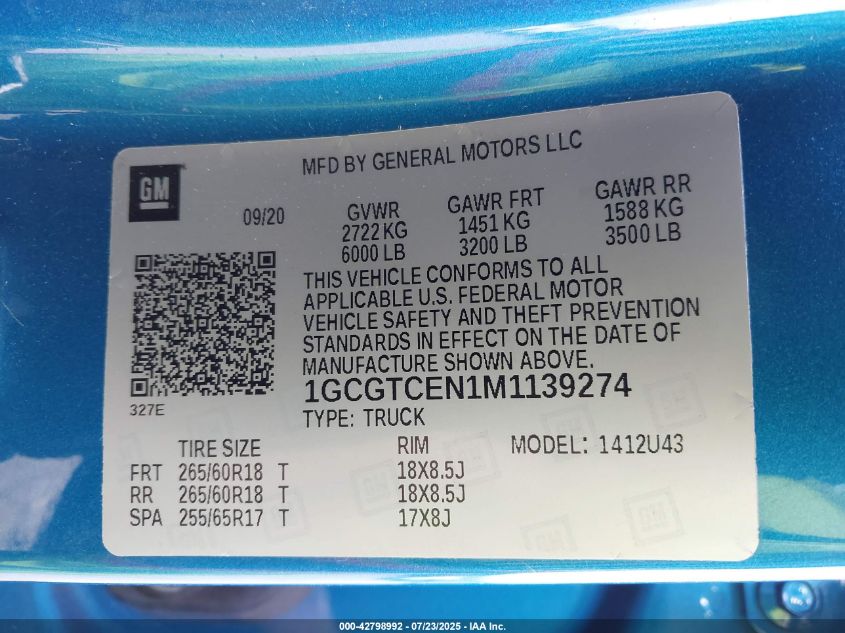 MFD BY GENERAL MOTORS LLC
GM
09/20
GVWR GAWR FRT GAWR RR
2722 KG 1451 KG 1588 KG
6000 LB 3200 LB 3500 LB
THIS VEHICLE CONFORMS TO ALL
APPLICABLE U.S. FEDERAL MOTOR
VEHICLE SAFETY AND THEFT PREVENTION
STANDARDS IN EFFECT ON THE DATE OF
MANUFACTURE SHOWN ABOVE.
1GCGTCEN1M1139274
327E
TYPE: TRUCK
TIRE SIZE RIM MODEL: 1412U43
FRT 265/60R18 T 18X8.5J
RR 265/60R18 T 18X8.5J
SPA 255/65R17 T 17X8J
GM
GM
GM
000-42798992 - 07/23/2025 - IAA Inc.